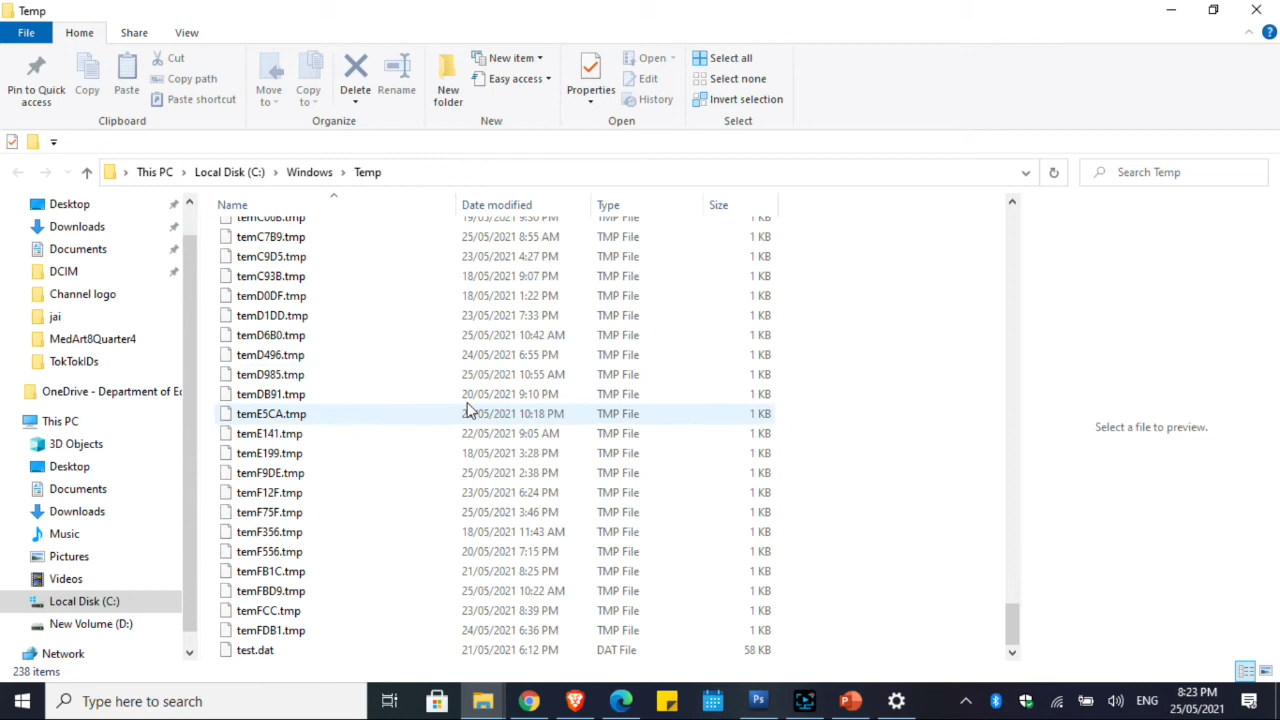 Temp
File Home Share View
Pin to Quick access
Copy
Paste
Cut
Copy path
Paste shortcut
Clipboard
Move to
Copy to
Delete
Rename
Organize
New folder
New item
Easy access
New
Properties
Open
Edit
History
Open
Select all
Select none
Invert selection
Select
This PC > Local Disk (C:) > Windows > Temp
Search Temp
Desktop
Downloads
Documents
DCIM
Channel logo
jai
MedArt8Quarter4
TokTokIDs
OneDrive - Department of Ec
This PC
3D Objects
Desktop
Documents
Downloads
Music
Pictures
Videos
Local Disk (C:)
New Volume (D:)
Network
Name Date modified Type Size
19/05/2021 9:30 PM TMP File 1 KB
temC7B9.tmp 25/05/2021 8:55 AM TMP File 1 KB
temC9D5.tmp 23/05/2021 4:27 PM TMP File 1 KB
temC93B.tmp 18/05/2021 9:07 PM TMP File 1 KB
temD0DF.tmp 18/05/2021 1:22 PM TMP File 1 KB
temD1DD.tmp 23/05/2021 7:33 PM TMP File 1 KB
temD6B0.tmp 25/05/2021 10:42 AM TMP File 1 KB
temD496.tmp 24/05/2021 6:55 PM TMP File 1 KB
temD985.tmp 25/05/2021 10:55 AM TMP File 1 KB
temDB91.tmp 20/05/2021 9:10 PM TMP File 1 KB
temE5CA.tmp 10:18 PM TMP File 1 KB
temE141.tmp 22/05/2021 9:05 AM TMP File 1 KB
temE199.tmp 18/05/2021 3:28 PM TMP File 1 KB
temF9DE.tmp 25/05/2021 2:38 PM TMP File 1 KB
temF12F.tmp 23/05/2021 6:24 PM TMP File 1 KB
temF75F.tmp 25/05/2021 3:46 PM TMP File 1 KB
temF356.tmp 18/05/2021 11:43 AM TMP File 1 KB
temF556.tmp 20/05/2021 7:15 PM TMP File 1 KB
temFB1C.tmp 21/05/2021 8:25 PM TMP File 1 KB
temFBD9.tmp 25/05/2021 10:22 AM TMP File 1 KB
temFCC.tmp 23/05/2021 8:39 PM TMP File 1 KB
temFDB1.tmp 24/05/2021 6:36 PM TMP File 1 KB
test.dat 21/05/2021 6:12 PM DAT File 58 KB
Select a file to preview.
238 items
Type here to search
Ps
ENG
8:23 PM
25/05/2021